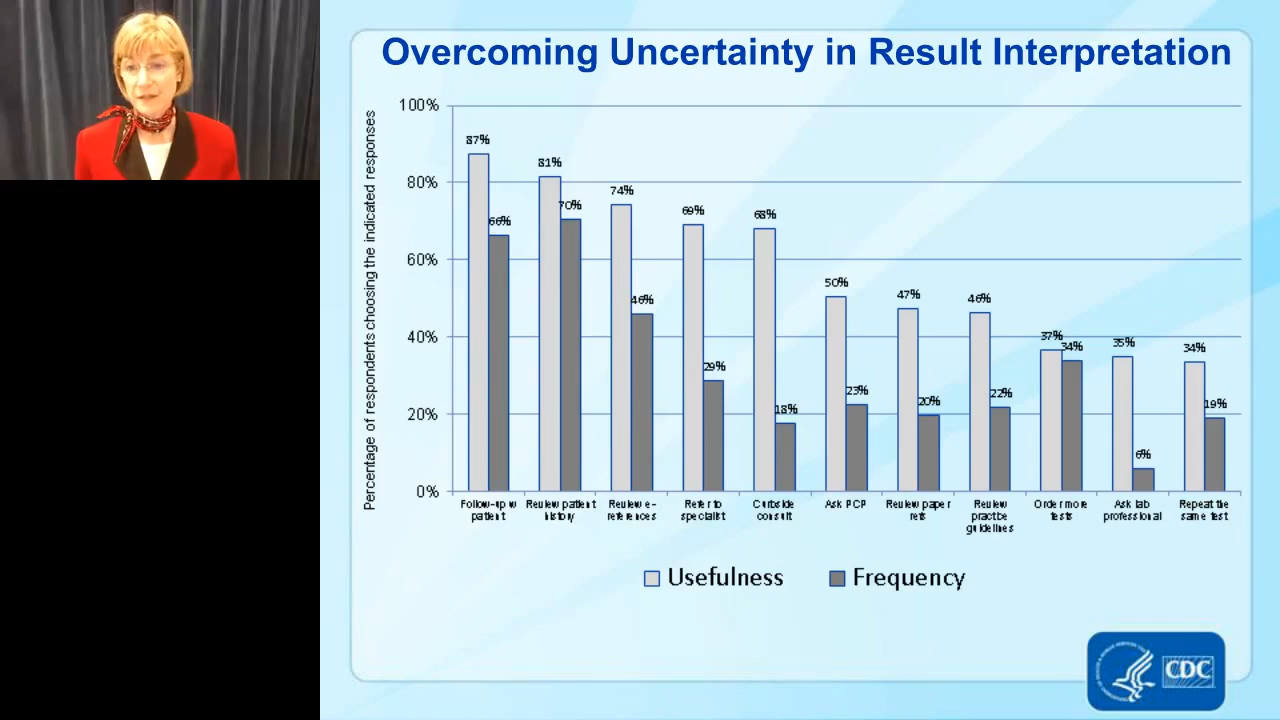 Overcoming Uncertainty in Result Interpretation
Percentage of respondents choosing the indicated responses
100%
80%
60%
40%
20%
0%
87%
66%
81%
70%
74%
46%
69%
29%
68%
18%
50%
23%
47%
20%
46%
22%
37%
34%
35%
6%
34%
19%
Follow-up w
patient
Review patient
history
Review e-
references
Refer to
specialist
Curbside
consult
Ask PCP
Review paper
refs
Review
practice
guidelines
Order more
tests
Ask lab
professional
Repeat the
same test
Usefulness
Frequency
CDC